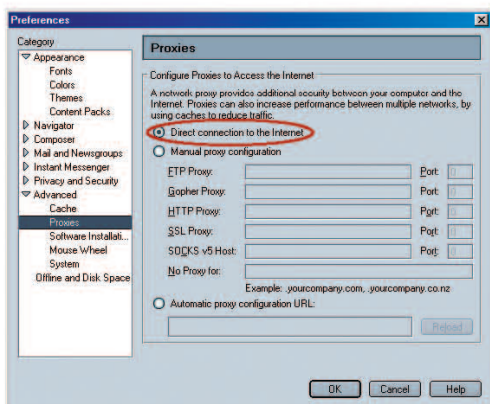 Preferences
Category
Appearance
Fonts
Colors
Themes
Content Packs
Navigator
Composer
Mail and Newsgroups
Instant Messenger
Privacy and Security
Advanced
Cache
Proxies
Software Installati...
Mouse Wheel
System
Offline and Disk Space
Proxies
Configure Proxies to Access the Internet
A network proxy provides additional security between your computer and the
Internet. Proxies can also increase performance between multiple networks, by
using caches to reduce traffic.
Direct connection to the Internet
Manual proxy configuration
FTP Proxy: Port: 0
Gopher Proxy: Port: 0
HTTP Proxy: Port: 0
SSL Proxy: Port: 0
SOCKS v5 Host: Port: 0
No Proxy for:
Example: .yourcompany.com, .yourcompany.co.nz
Automatic proxy configuration URL:
Reload
OK Cancel Help